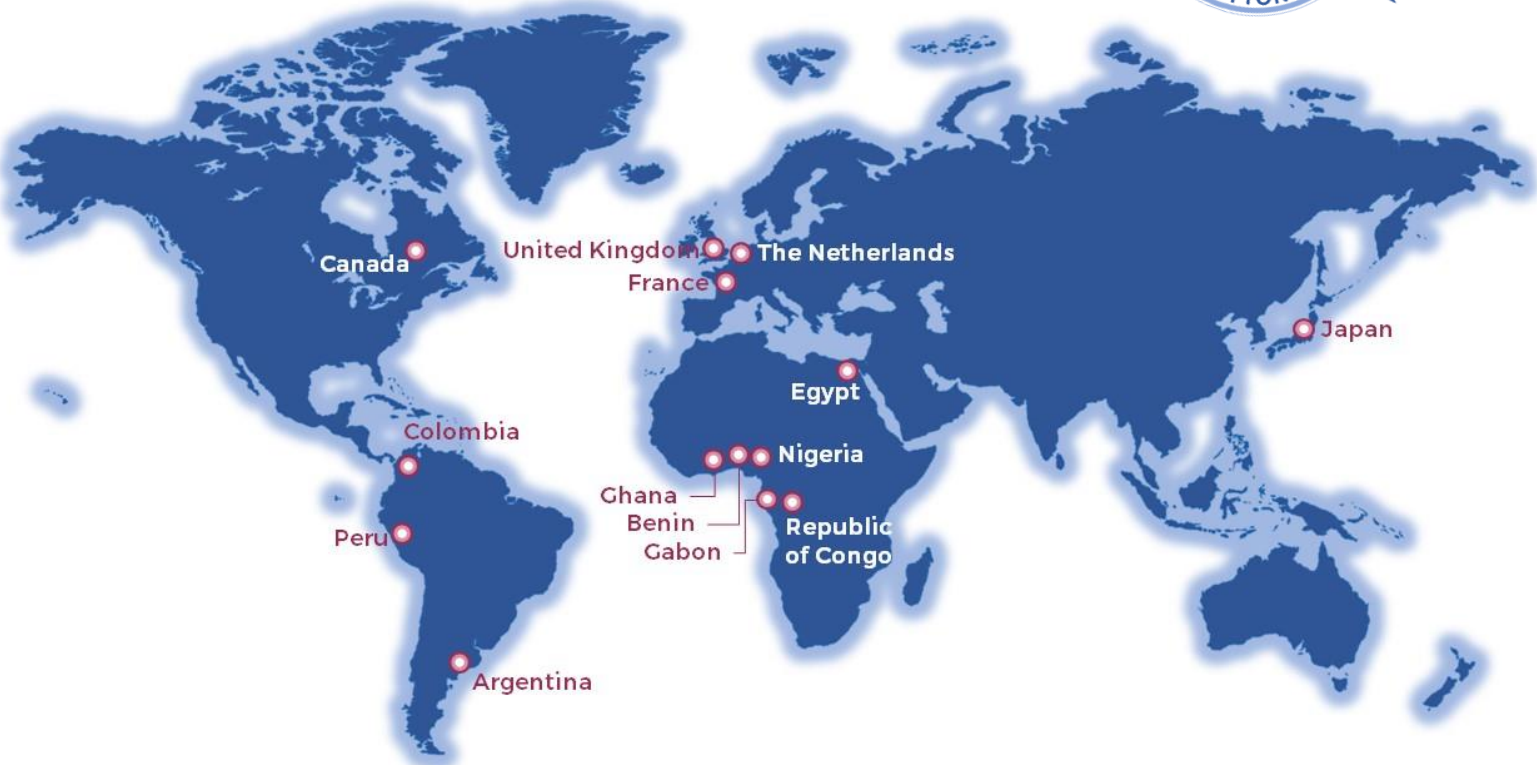 United Kingdom
The Netherlands
Canada
France
Japan
Egypt
Colombia
Nigeria
Ghana
Benin
Republic
of Congo
Gabon
Peru
Argentina